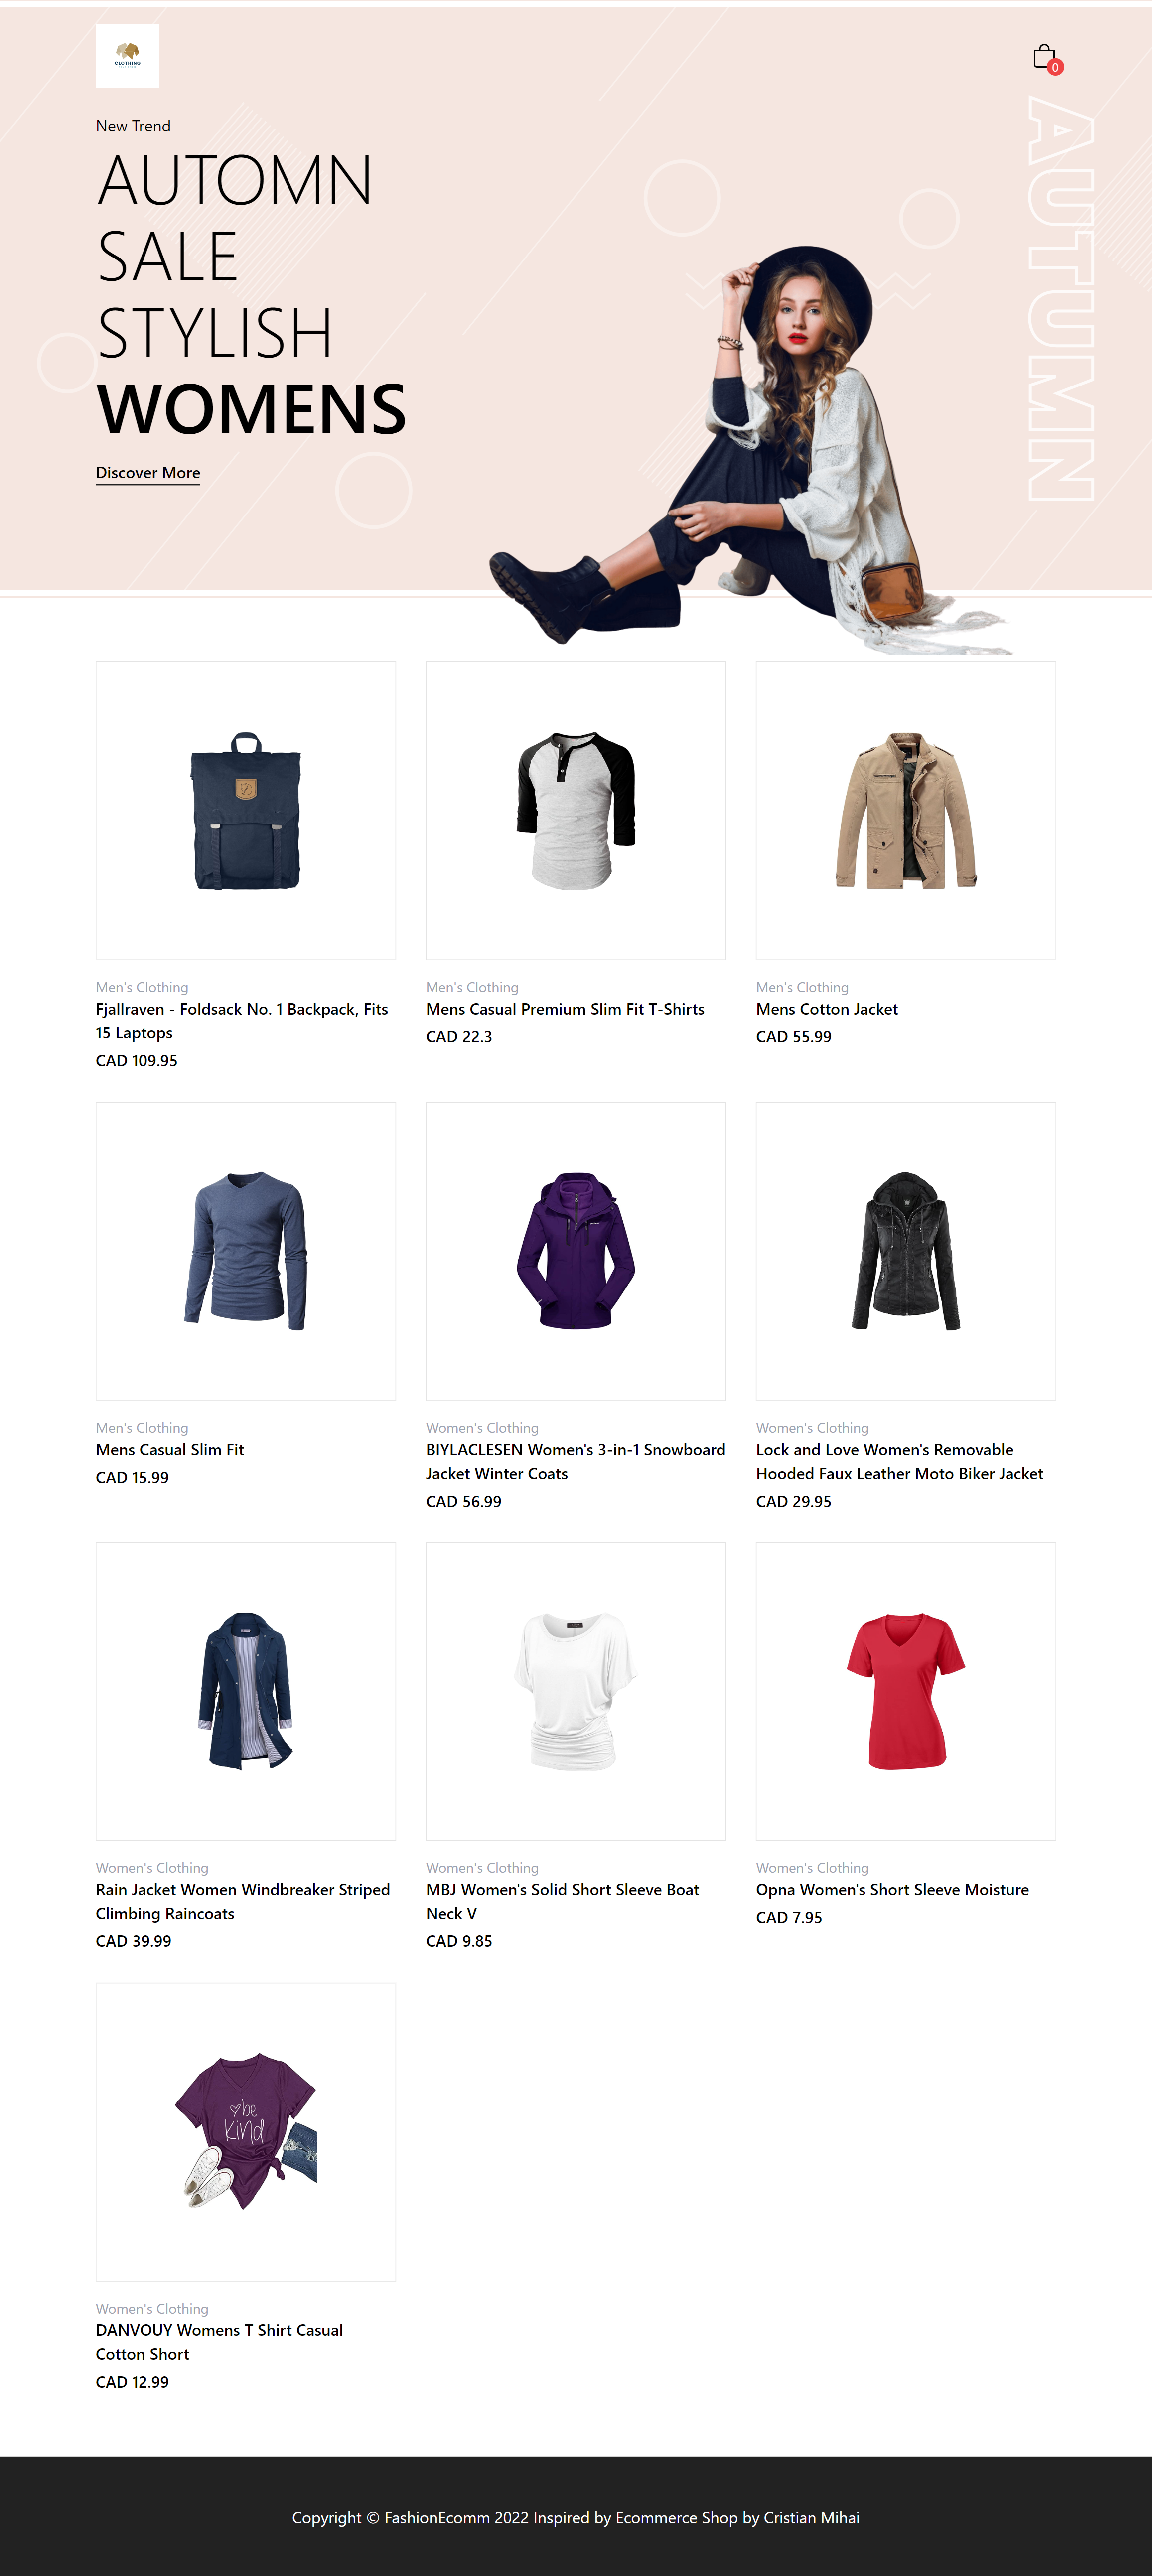 CLOTHING
0
New Trend
AUTOMN
SALE
STYLISH
WOMENS
Discover More
AUTUMN
Men's Clothing
Fjallraven - Foldsack No. 1 Backpack, Fits
15 Laptops
CAD 109.95
Men's Clothing
Mens Casual Premium Slim Fit T-Shirts
CAD 22.3
Men's Clothing
Mens Cotton Jacket
CAD 55.99
Men's Clothing
Mens Casual Slim Fit
CAD 15.99
Women's Clothing
BIYLACLESEN Women's 3-in-1 Snowboard
Jacket Winter Coats
CAD 56.99
Women's Clothing
Lock and Love Women's Removable
Hooded Faux Leather Moto Biker Jacket
CAD 29.95
Women's Clothing
Rain Jacket Women Windbreaker Striped
Climbing Raincoats
CAD 39.99
Women's Clothing
MBJ Women's Solid Short Sleeve Boat
Neck V
CAD 9.85
Women's Clothing
Opna Women's Short Sleeve Moisture
CAD 7.95
be
kind
Women's Clothing
DANVOUY Womens T Shirt Casual
Cotton Short
CAD 12.99
Copyright © FashionEcomm 2022 Inspired by Ecommerce Shop by Cristian Mihai